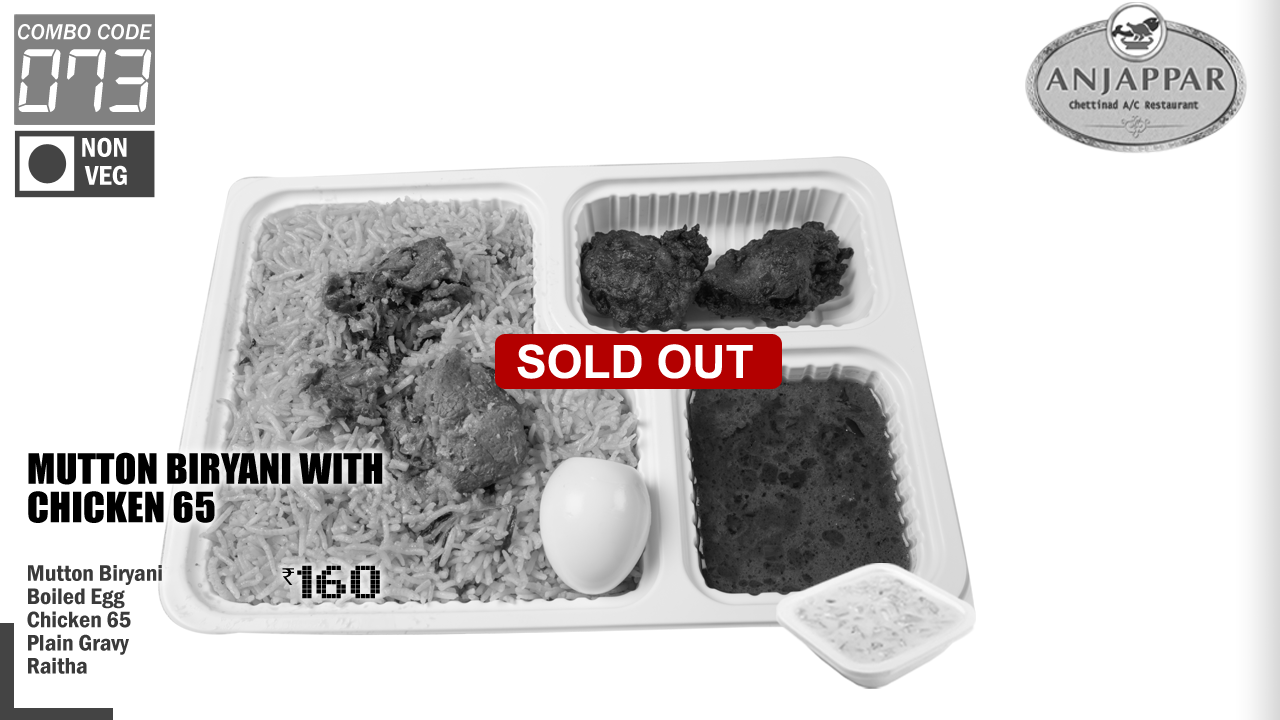 COMBO CODE
073
NON
VEG
ANJAPPAR
Chettinad A/C Restaurant
SOLD OUT
MUTTON BIRYANI WITH
CHICKEN 65
₹160
Mutton Biryani
Boiled Egg
Chicken 65
Plain Gravy
Raitha